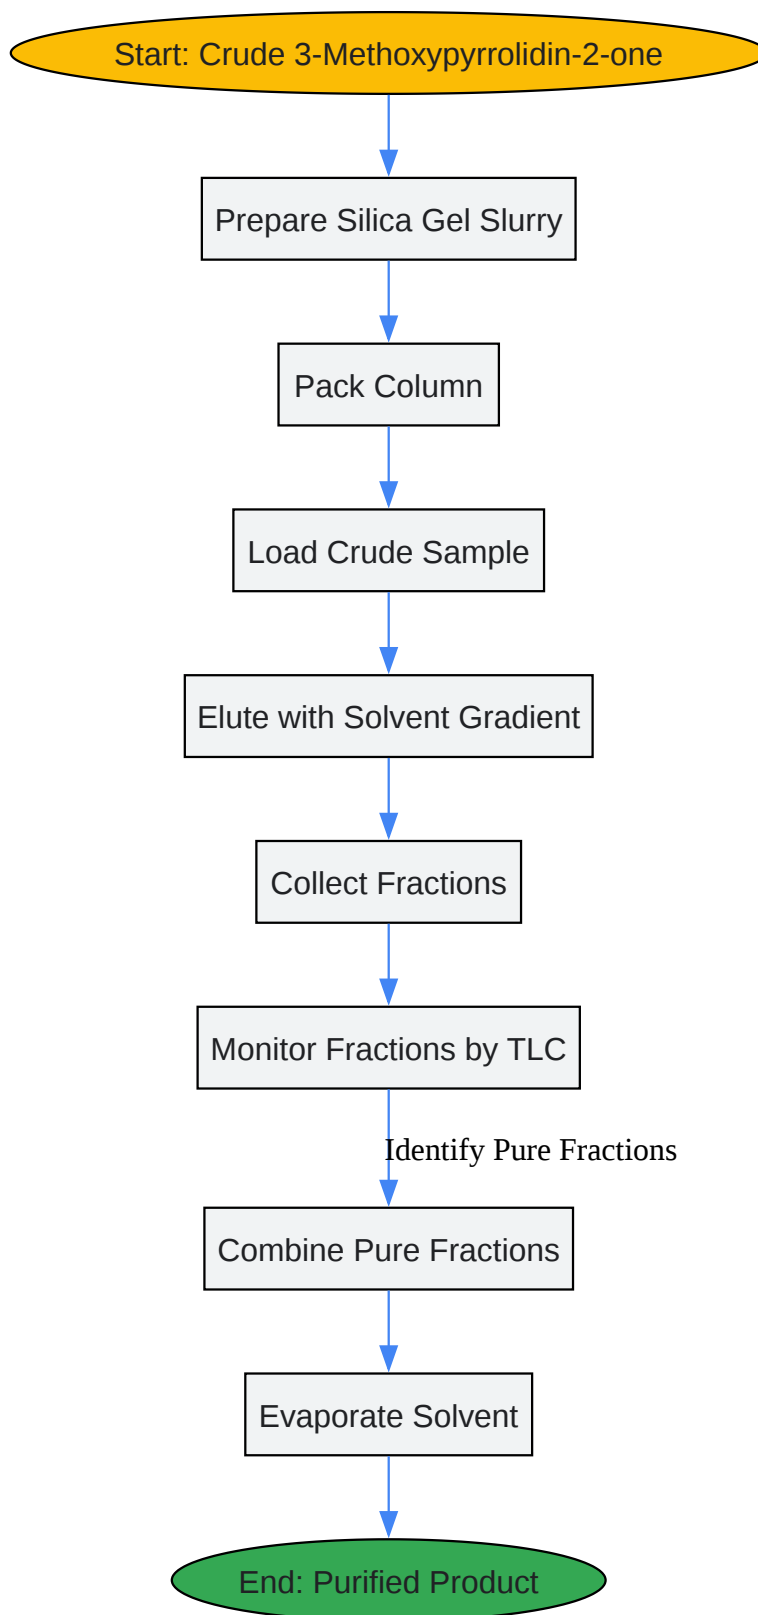 Start: Crude 3-Methoxypyrrolidin-2-one
Prepare Silica Gel Slurry
Pack Column
Load Crude Sample
Elute with Solvent Gradient
Collect Fractions
Monitor Fractions by TLC
Identify Pure Fractions
Combine Pure Fractions
Evaporate Solvent
End: Purified Product